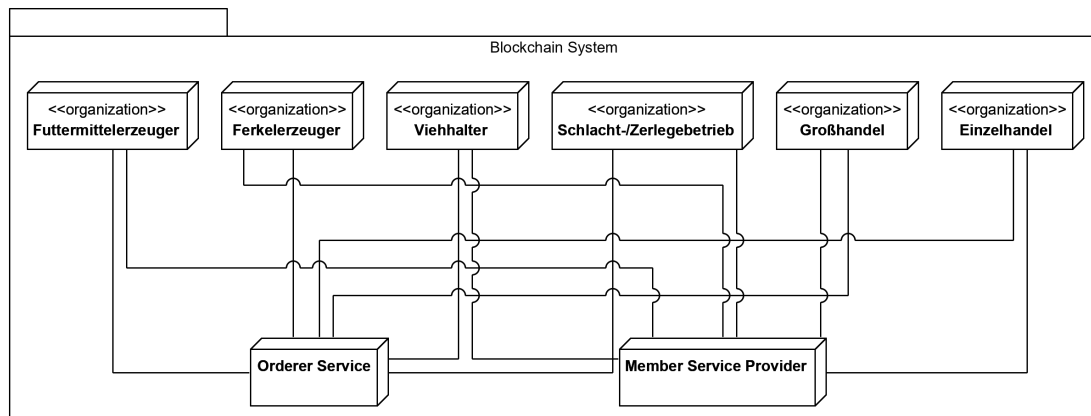 Blockchain System
<<organization>>
Futtermittelerzeuger
<<organization>>
Ferkelerzeuger
<<organization>>
Viehhalter
<<organization>>
Schlacht-/Zerlegebetrieb
<<organization>>
Großhandel
<<organization>>
Einzelhandel
Orderer Service
Member Service Provider